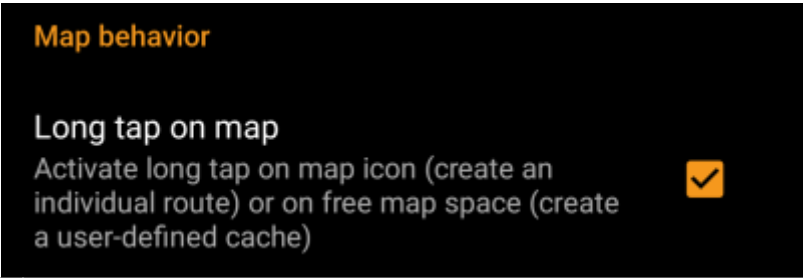 Map behavior
Long tap on map
Activate long tap on map icon (create an
individual route) or on free map space (create
a user-defined cache)